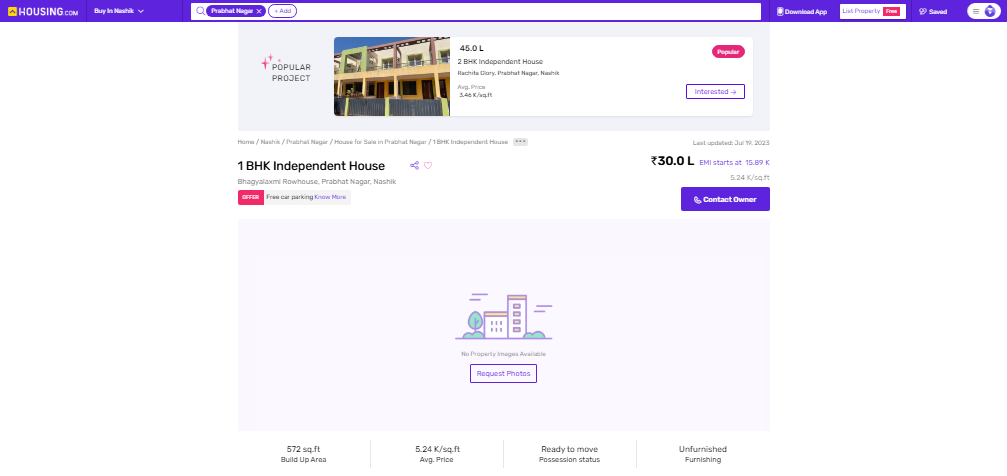 HOUSING.COM
Buy In Nashik
Prabhat Nagar
+ Add
Download App
List Property Free
Saved
POPULAR
PROJECT
45.0 L
Popular
2 BHK Independent House
Rachita Glory, Prabhat Nagar, Nashik
Avg. Price
3.46 K/sq.ft
Interested →
Home / Nashik / Prabhat Nagar / House for Sale in Prabhat Nagar / 1 BHK Independent House
Last updated: Jul 19, 2023
1 BHK Independent House
₹30.0 L EMI starts at 15.89 K
Bhagyalaxmi Rowhouse, Prabhat Nagar, Nashik
5.24 K/sq.ft
OFFER Free car parking Know More
Contact Owner
No Property Images Available
Request Photos
572 sq.ft
Build Up Area
5.24 K/sq.ft
Avg. Price
Ready to move
Possession status
Unfurnished
Furnishing